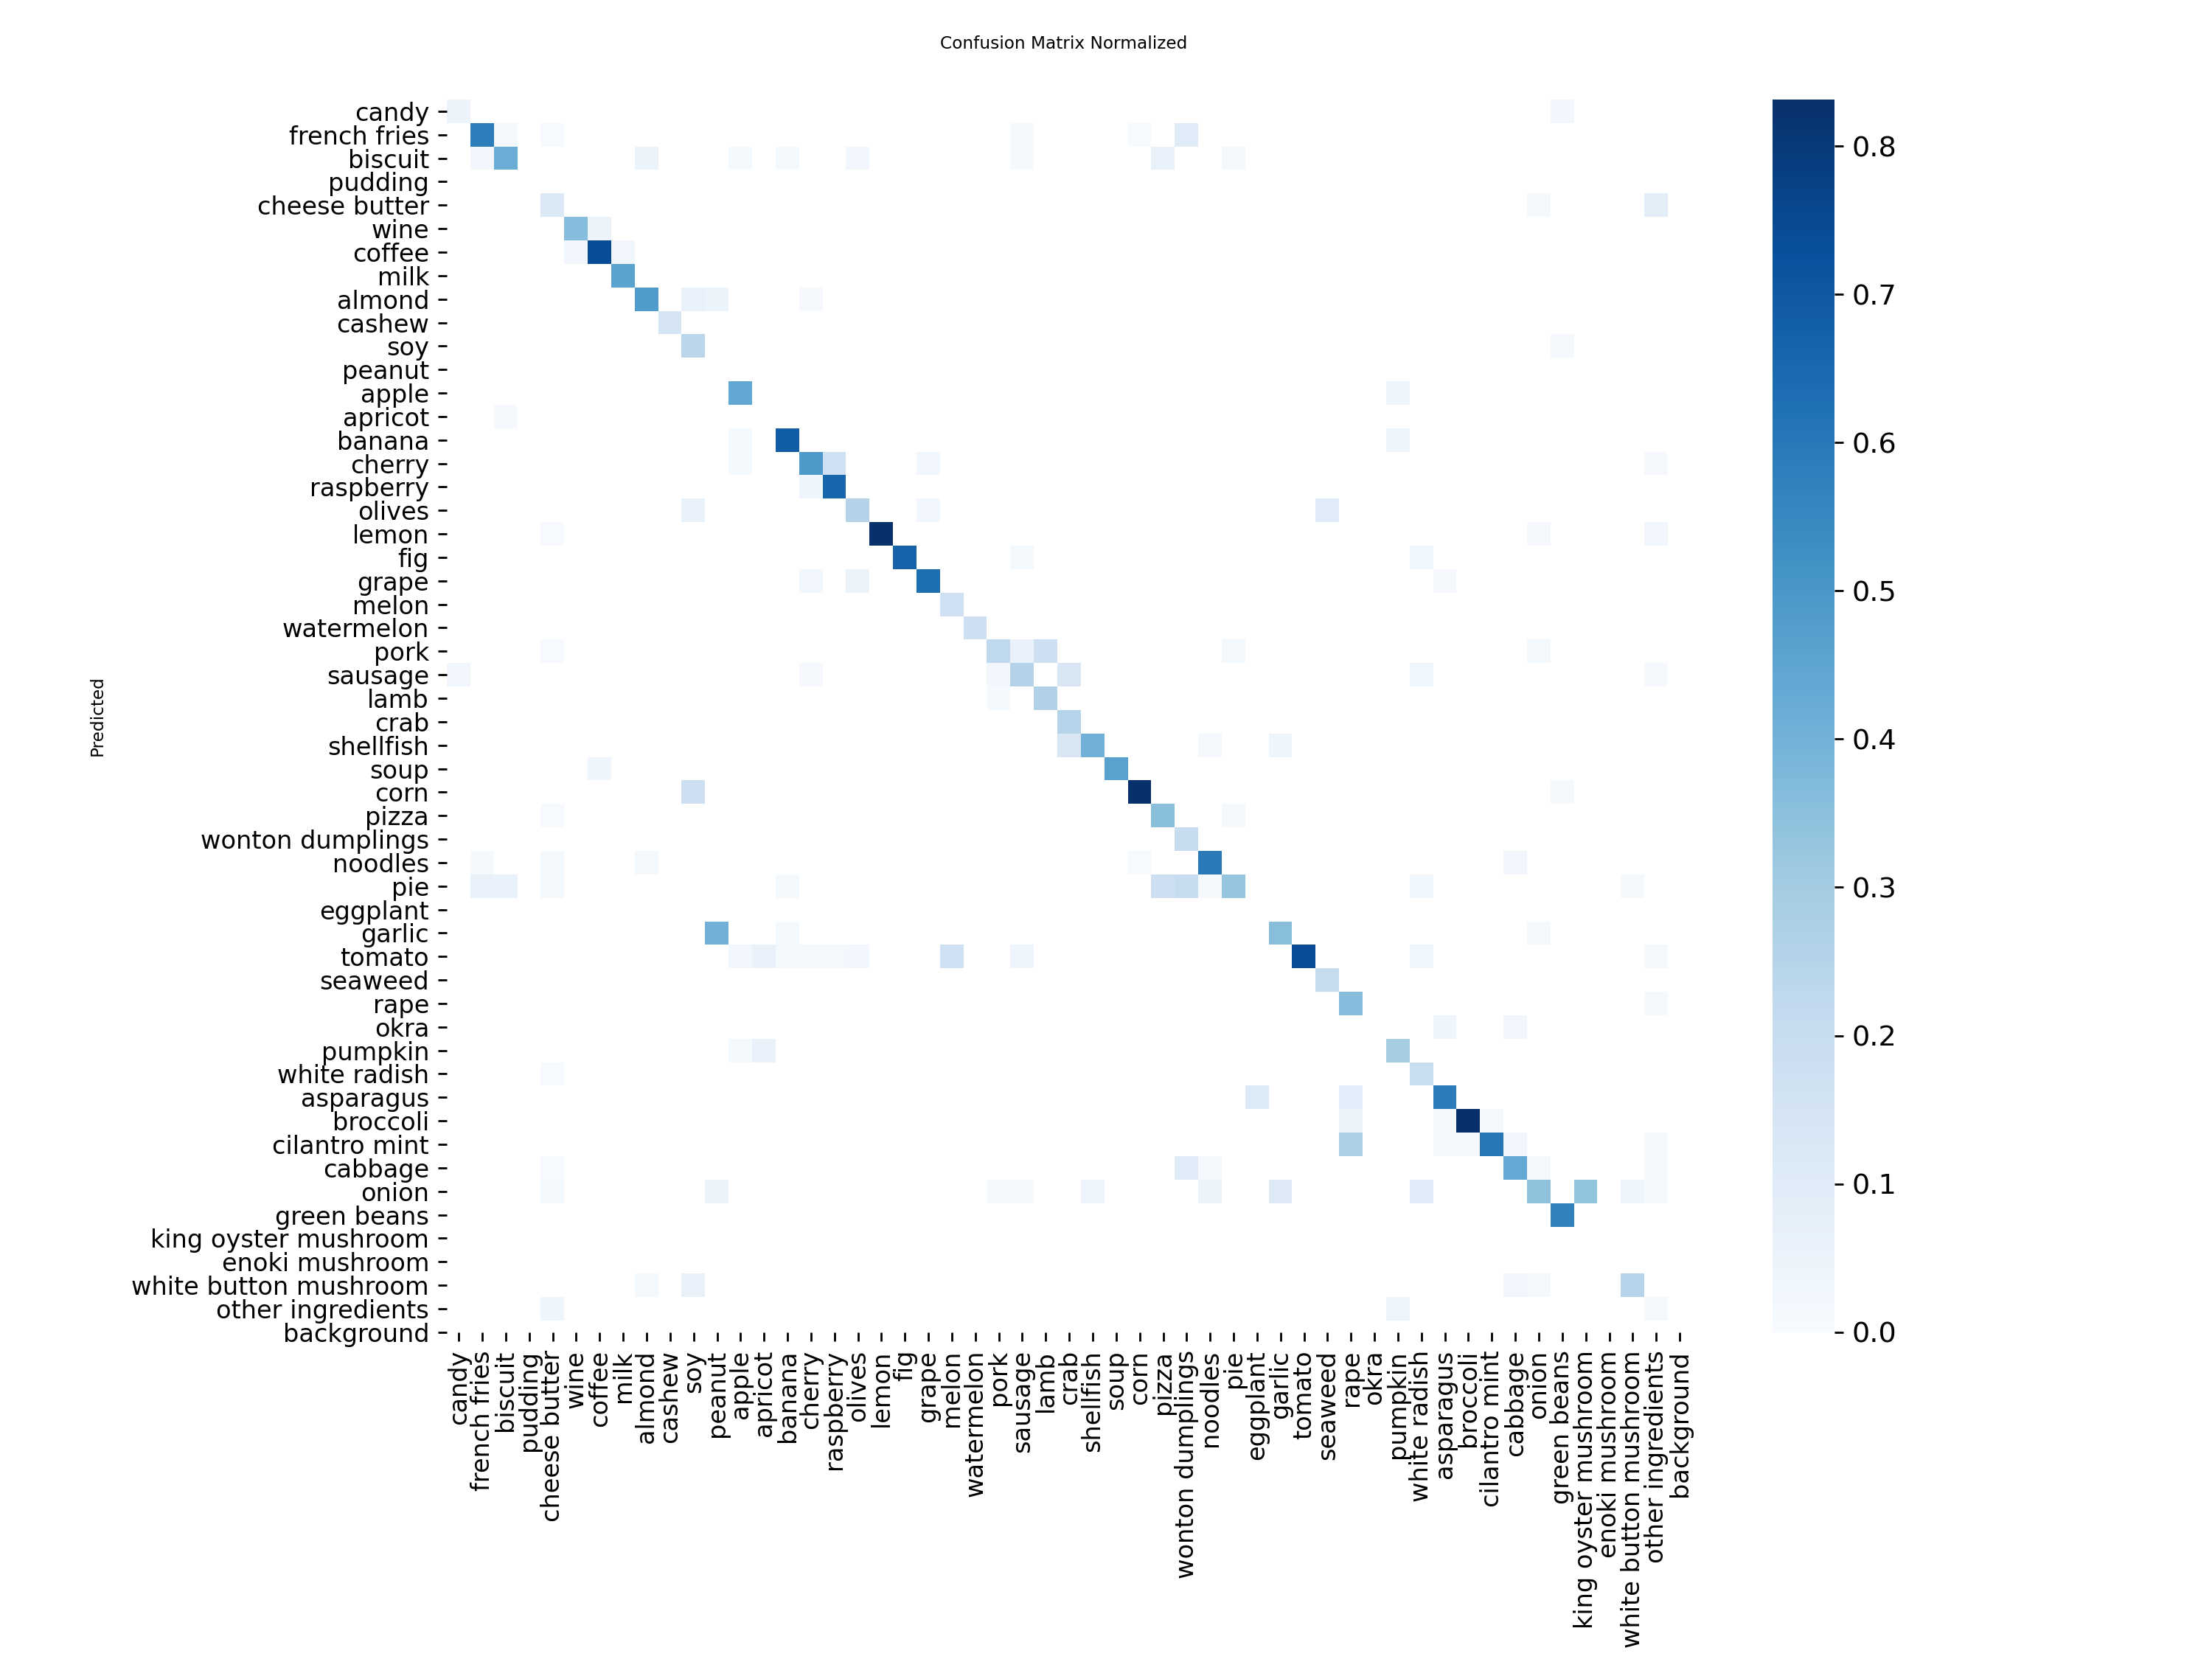 Confusion Matrix Normalized
candy
french fries
biscuit
pudding
cheese butter
wine
coffee
milk
almond
cashew
soy
peanut
apple
apricot
banana
cherry
raspberry
olives
lemon
fig
grape
melon
watermelon
pork
sausage
lamb
crab
shellfish
soup
corn
pizza
wonton dumplings
noodles
pie
eggplant
garlic
tomato
seaweed
rape
okra
pumpkin
white radish
asparagus
broccoli
cilantro mint
cabbage
onion
green beans
king oyster mushroom
enoki mushroom
white button mushroom
other ingredients
background
Predicted
candy
french fries
biscuit
pudding
cheese butter
wine
coffee
milk
almond
cashew
soy
peanut
apple
apricot
banana
cherry
raspberry
olives
lemon
fig
grape
melon
watermelon
pork
sausage
lamb
crab
shellfish
soup
corn
pizza
wonton dumplings
noodles
pie
eggplant
garlic
tomato
seaweed
rape
okra
pumpkin
white radish
asparagus
broccoli
cilantro mint
cabbage
onion
green beans
king oyster mushroom
enoki mushroom
white button mushroom
other ingredients
background
0.8
0.7
0.6
0.5
0.4
0.3
0.2
0.1
0.0